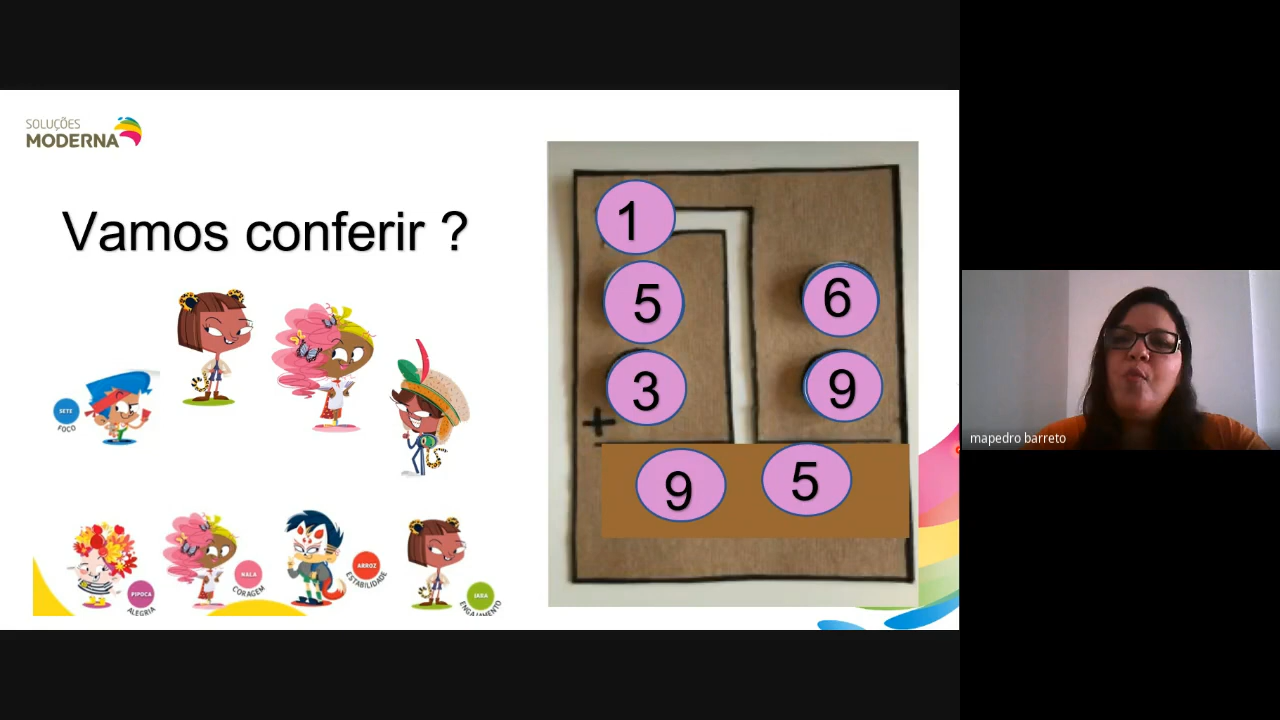 SOLUÇÕES
MODERNA
Vamos conferir ?
SETE
FOCO
PIPOCA
ALEGRIA
NALA
CORAGEM
ARROZ
ESTABILIDADE
JARA
ENGAJAMENTO
1
5 6
3 9
+
9 5
mapedro barreto